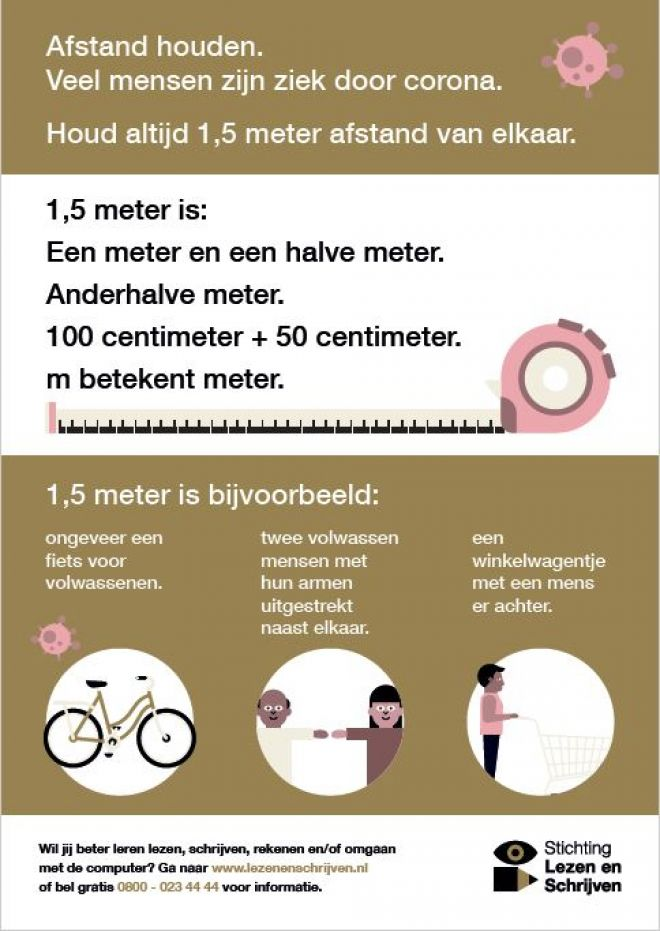 Afstand houden.
Veel mensen zijn ziek door corona.
Houd altijd 1,5 meter afstand van elkaar.
1,5 meter is:
Een meter en een halve meter.
Anderhalve meter.
100 centimeter + 50 centimeter.
m betekent meter.
1,5 meter is bijvoorbeeld:
ongeveer een
fiets voor
volwassenen.
twee volwassen
mensen met
hun armen
uitgestrekt
naast elkaar.
een
winkelwagentje
met een mens
er achter.
Wil jij beter leren lezen, schrijven, rekenen en/of omgaan
met de computer? Ga naar www.lezenenschrijven.nl
of bel gratis 0800 - 023 44 44 voor informatie.
Stichting
Lezen en
Schrijven